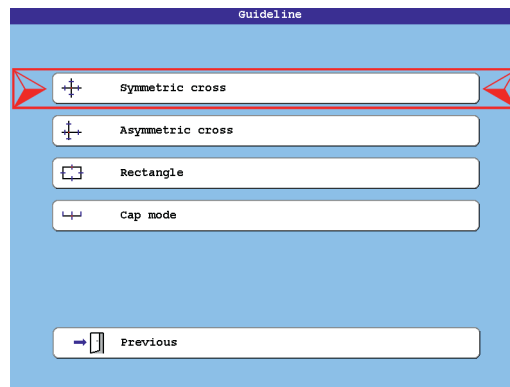 Guideline
Symmetric cross
Asymmetric cross
Rectangle
Cap mode
Previous